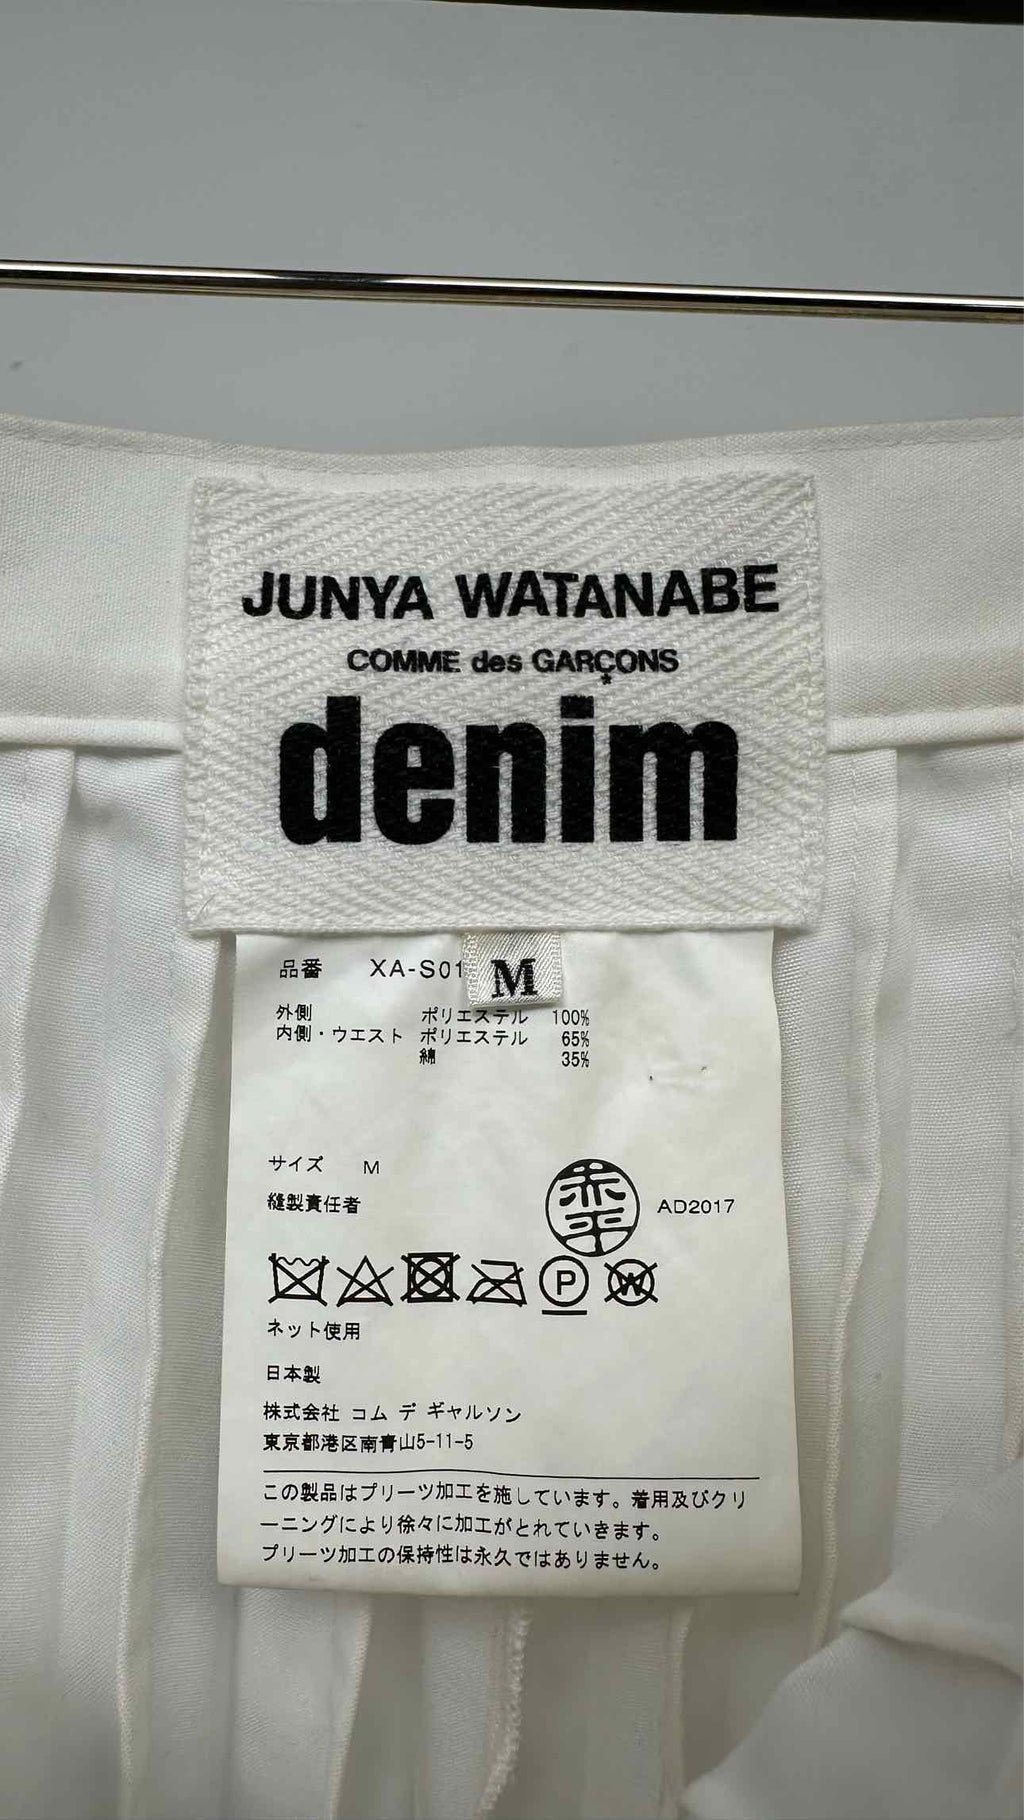 JUNYA WATANABE
COMME des GARÇONS
denim
M
品番 XA-S01
外側 ポリエステル 100%
内側・ウエスト ポリエステル 65%
綿 35%
サイズ M
縫製責任者
AD2017
P W
ネット使用
日本製
株式会社 コム デ ギャルソン
東京都港区南青山5-11-5
この製品はプリーツ加工を施しています。着用及びクリ
ーニングにより徐々に加工がとれていきます。
プリーツ加工の保持性は永久ではありません。